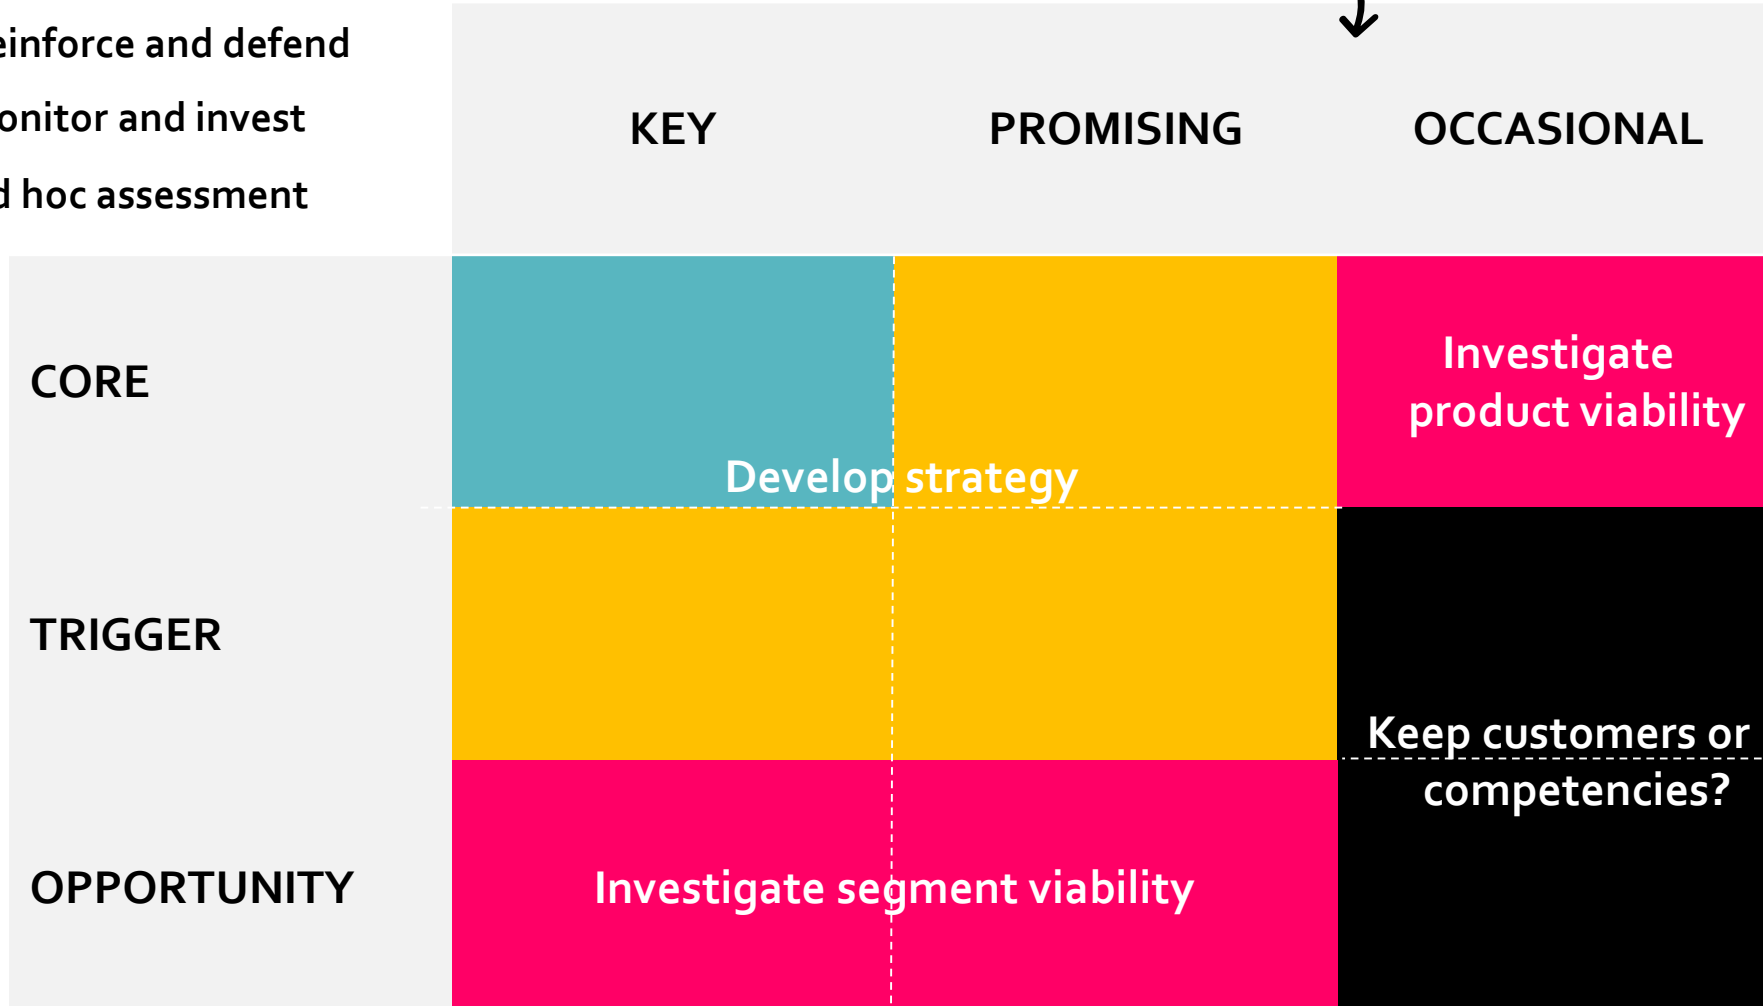 einforce and defend
onitor and invest
d hoc assessment
KEY
PROMISING
OCCASIONAL
CORE
Investigate
product viability
Develop strategy
TRIGGER
Keep customers or
competencies?
OPPORTUNITY
Investigate segment viability